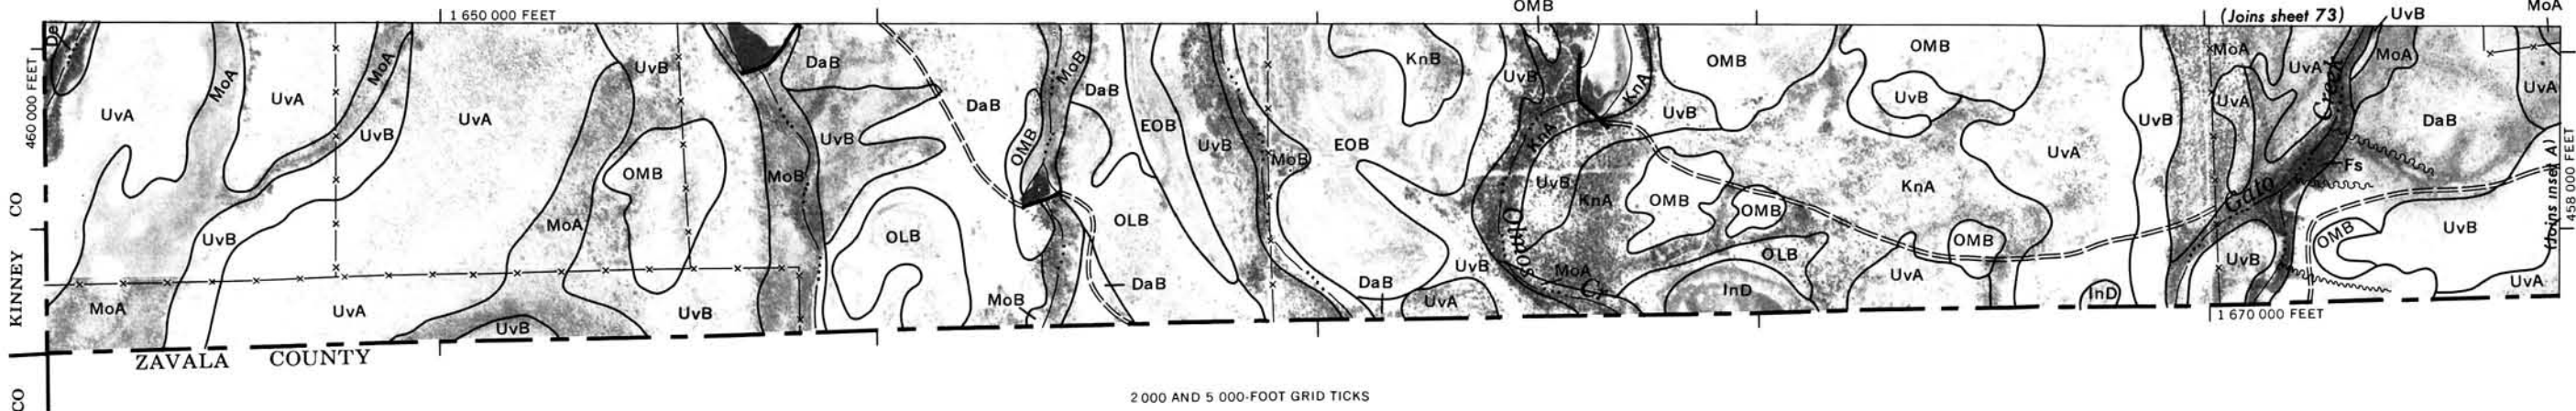 OMB
MoA
1 650 000 FEET
(Joins sheet 73)
UvB
De
MoA
MoA
UvB
DaB
MoB
KnB
UvB
KnA
OMB
OMB
MoA
UvA
MoA
460 000 FEET
UvA
UvA
UvA
UvB
UvB
DaB
DaB
EOB
OMB
UvB
MoB
EOB
KnA
UvB
UvB
UvB
UvA
UvA
Creek
DaB
UvA
OMB
MoB
UvB
KnA
OMB
OMB
KnA
UvA
Fs
Gato
(Joins inset A)
458 000 FEET
KINNEY CO
UvB
MoA
OLB
OLB
Olmos
Cr
UvB
MoA
OLB
OMB
UvA
UvB
OMB
UvB
MoA
UvA
UvB
UvB
MoB
DaB
DaB
UvA
InD
InD
UvA
1 670 000 FEET
ZAVALA COUNTY
CO
2 000 AND 5 000-FOOT GRID TICKS